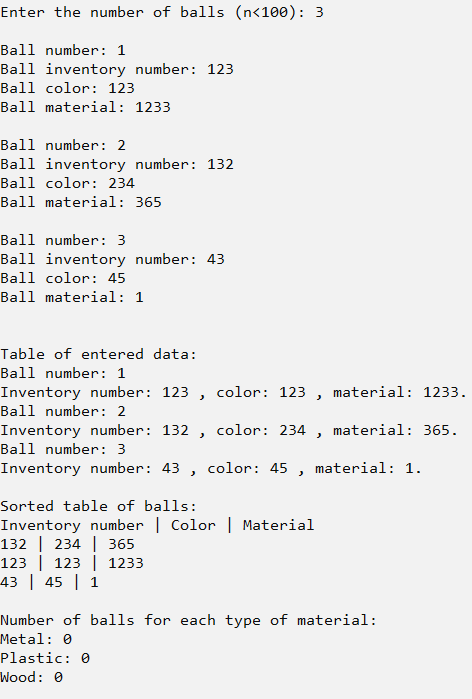 Enter the number of balls (n<100): 3
Ball number: 1
Ball inventory number: 123
Ball color: 123
Ball material: 1233
Ball number: 2
Ball inventory number: 132
Ball color: 234
Ball material: 365
Ball number: 3
Ball inventory number: 43
Ball color: 45
Ball material: 1
Table of entered data:
Ball number: 1
Inventory number: 123 , color: 123 , material: 1233.
Ball number: 2
Inventory number: 132 , color: 234 , material: 365.
Ball number: 3
Inventory number: 43 , color: 45 , material: 1.
Sorted table of balls:
Inventory number | Color | Material
132 | 234 | 365
123 | 123 | 1233
43 | 45 | 1
Number of balls for each type of material:
Metal: 0
Plastic: 0
Wood: 0